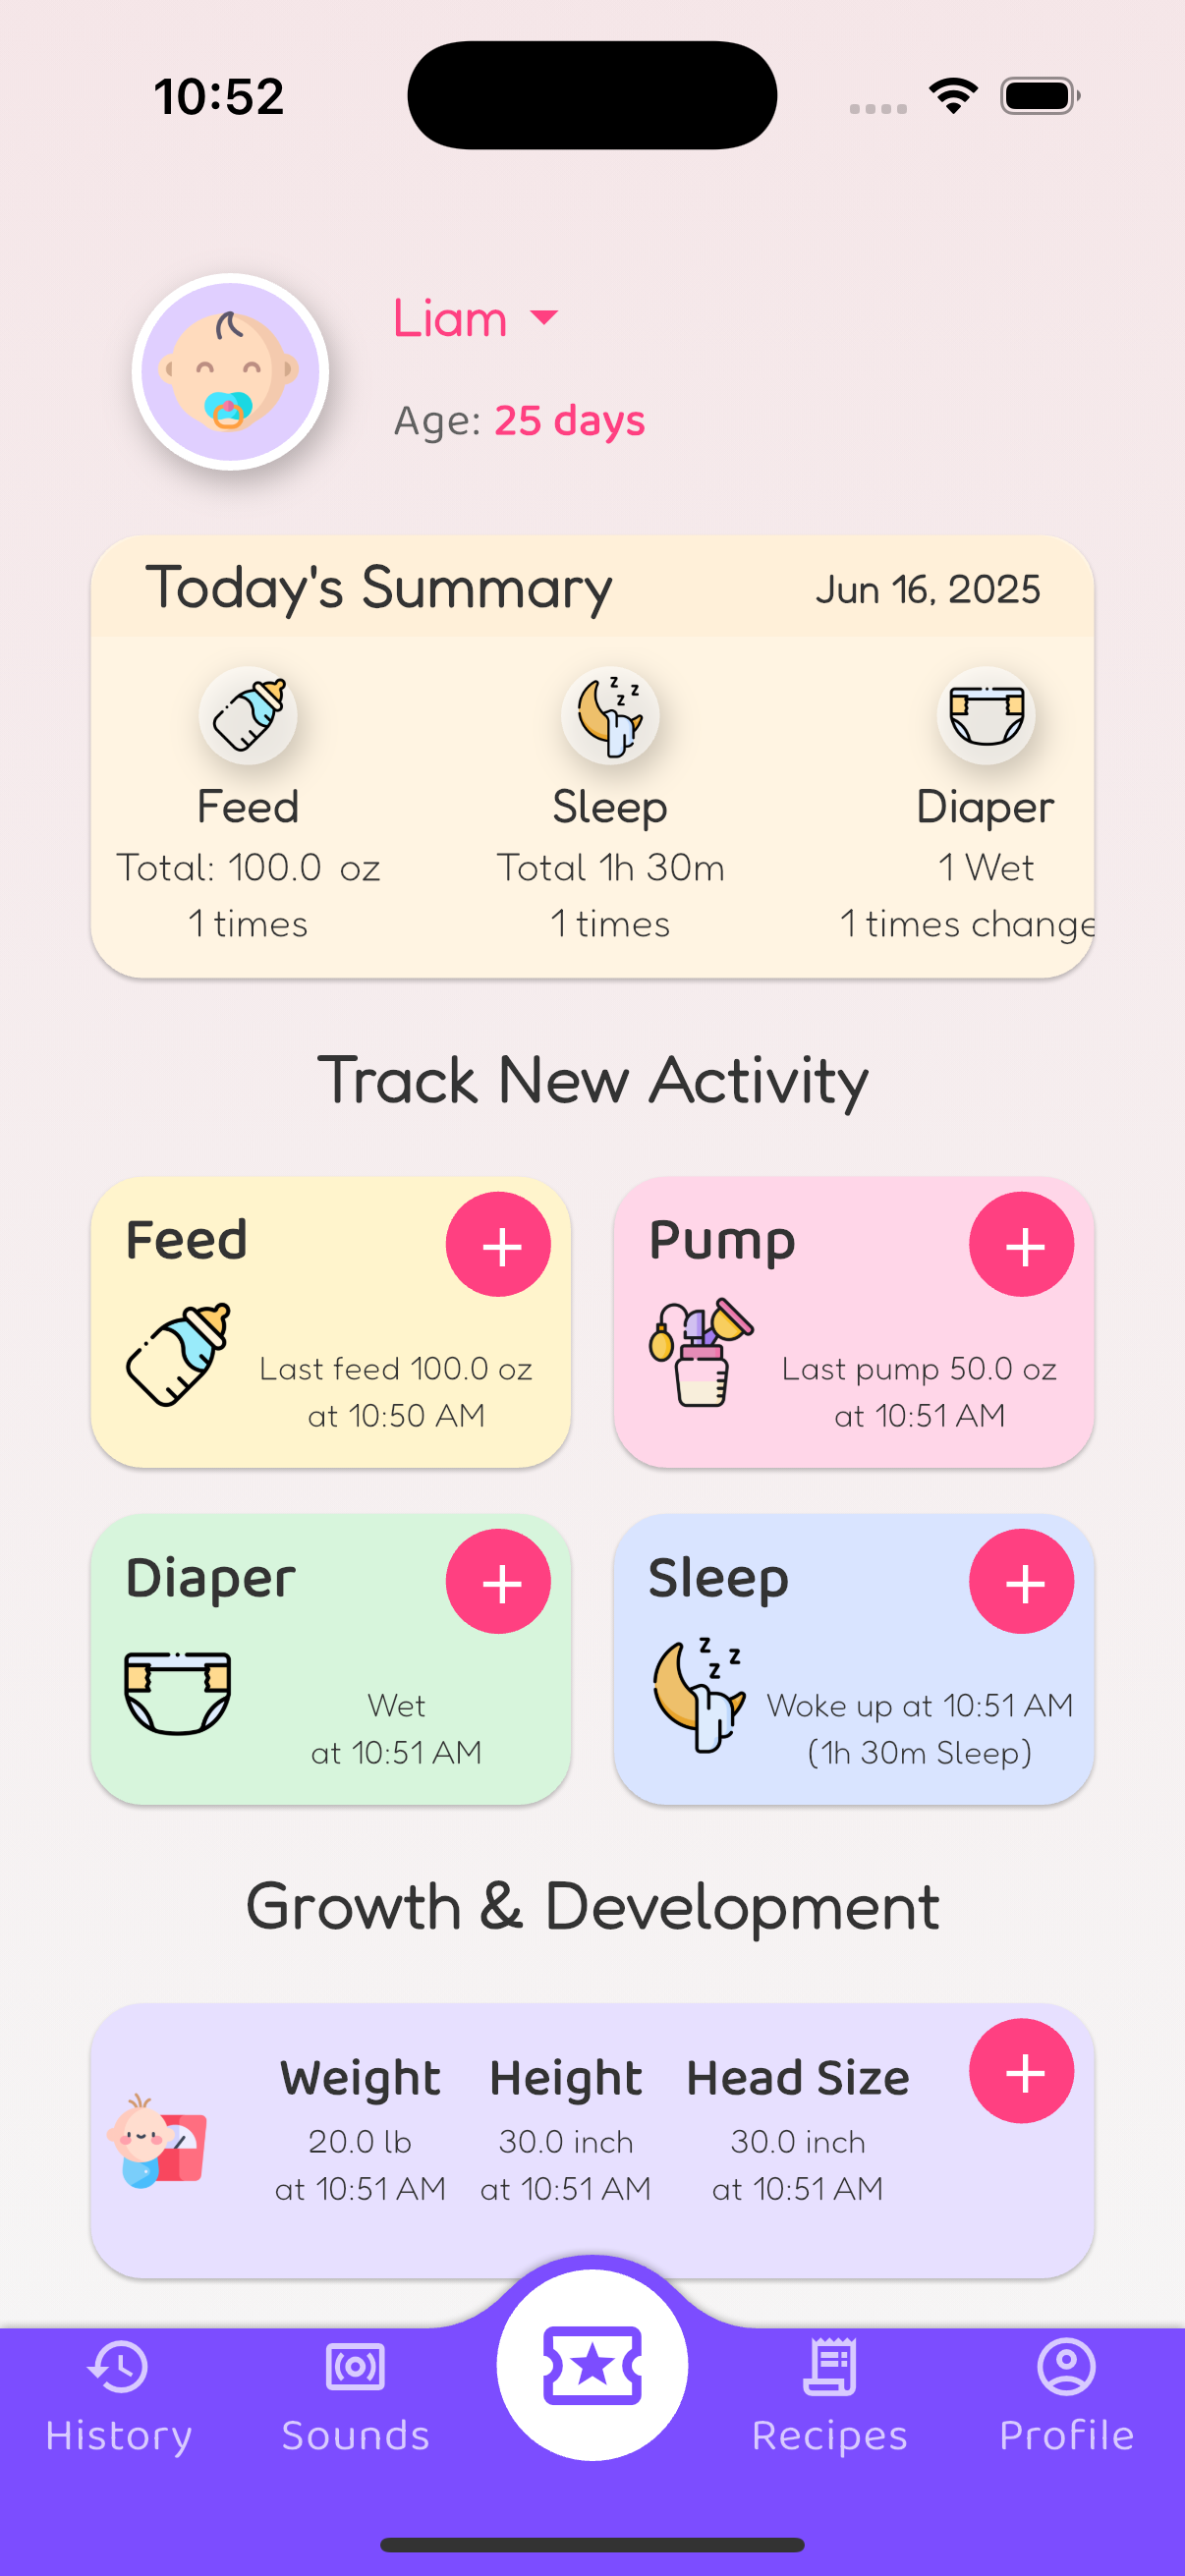 10:52
Liam
Age: 25 days
Today's Summary
Jun 16, 2025
Feed
Total: 100.0 oz
1 times
Sleep
Total 1h 30m
1 times
Diaper
1 Wet
1 times change
Track New Activity
Feed
Last feed 100.0 oz
at 10:50 AM
Pump
Last pump 50.0 oz
at 10:51 AM
Diaper
Wet
at 10:51 AM
Sleep
z z z
Woke up at 10:51 AM
(1h 30m Sleep)
Growth & Development
Weight
20.0 lb
at 10:51 AM
Height
30.0 inch
at 10:51 AM
Head Size
30.0 inch
at 10:51 AM
History
Sounds
Recipes
Profile